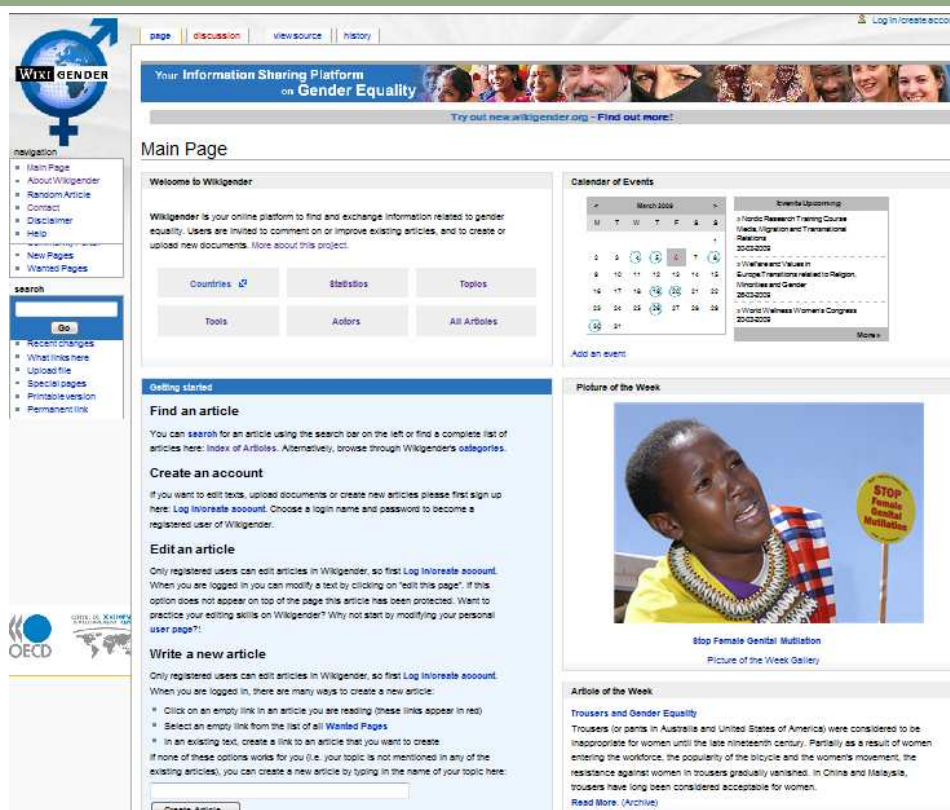 Log in/create acco
page discussion view source history
WIKI GENDER
Your Information Sharing Platform
on Gender Equality
Try out new.wikigender.org - Find out more!
navigation
Main Page
About Wikigender
Random Article
Contact
Disclaimer
Help
New Pages
Wanted Pages
search
Go
Recent changes
What links here
Upload file
Special pages
Printable version
Permanent link
OECD
Main Page
Welcome to Wikigender
Wikigender is your online platform to find and exchange information related to gender
equality. Users are invited to comment on or improve existing articles, and to create or
upload new documents. More about this project.
Countries Statistics Topics
Tools Actors All Articles
Calendar of Events
« March 2009 »
M T W T F S S
1
2 3 4 5 6 7 8
9 10 11 12 13 14 15
16 17 18 19 20 21 22
23 24 25 26 27 28 29
30 31
Events Upcoming
» Nordic Research Training Course
Media, Migration and Transnational
Relations
» Welfare and Values in
Europe:Transitions related to Religion,
Minorities and Gender
» World Wellness Women's Congress
More »
Add an event
Getting started
Find an article
You can search for an article using the search bar on the left or find a complete list of
articles here: Index of Articles. Alternatively, browse through Wikigender's categories.
Create an account
If you want to edit texts, upload documents or create new articles please first sign up
here: Log in/create account. Choose a login name and password to become a
registered user of Wikigender.
Edit an article
Only registered users can edit articles in Wikigender, so first Log in/create account.
When you are logged in you can modify a text by clicking on "edit this page". If this
option does not appear on top of the page this article has been protected. Want to
practice your editing skills on Wikigender? Why not start by modifying your personal
user page?!
Write a new article
Only registered users can edit articles in Wikigender, so first Log in/create account.
When you are logged in, there are many ways to create a new article:
Click on an empty link in an article you are reading (these links appear in red)
Select an empty link from the list of all Wanted Pages
In an existing text, create a link to an article that you want to create
If none of these options works for you (i.e. your topic is not mentioned in any of the
existing articles), you can create a new article by typing in the name of your topic here:
Create Article
Picture of the Week
STOP
Female
Genital
Mutilation
Stop Female Genital Mutilation
Picture of the Week Gallery
Article of the Week
Trousers and Gender Equality
Trousers (or pants in Australia and United States of America) were considered to be
inappropriate for women until the late nineteenth century. Partially as a result of women
entering the workforce, the popularity of the bicycle and the women's movement, the
resistance against women in trousers gradually vanished. In China and Malaysia,
trousers have long been considered acceptable for women.
Read More. (Archive)